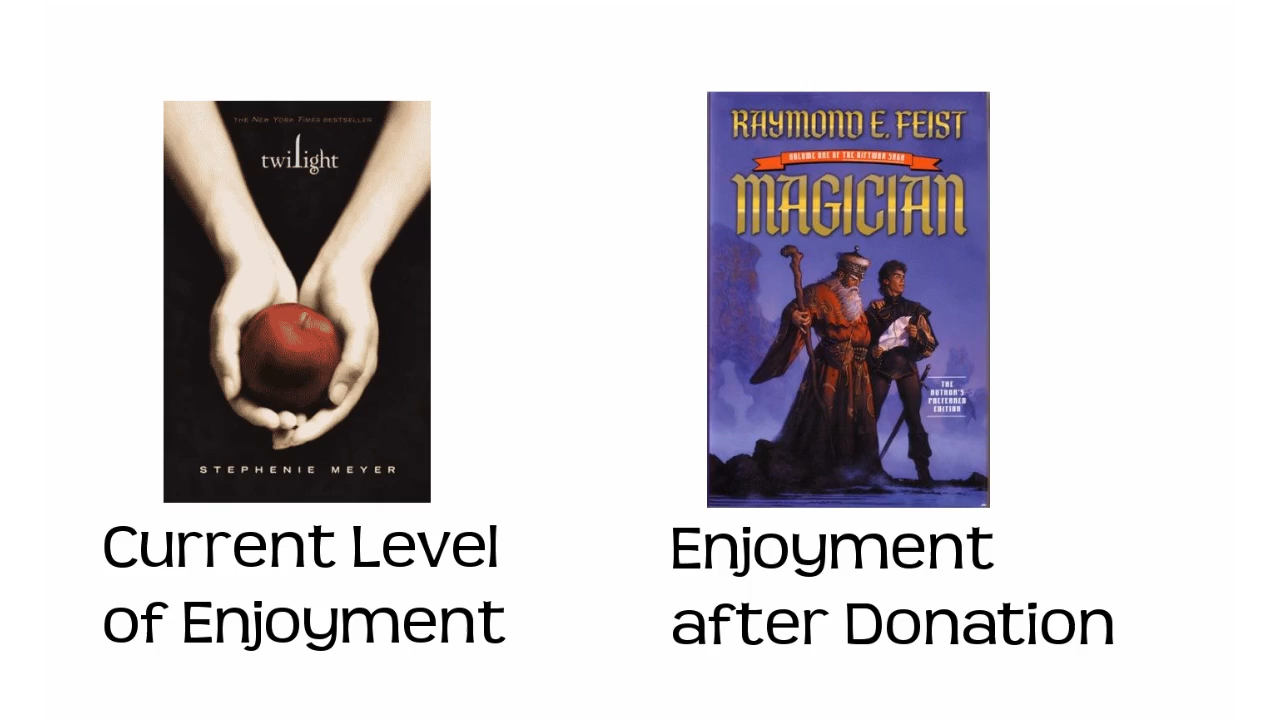 THE NEW YORK TIMES BESTSELLER
twilight
STEPHENIE MEYER
Current Level
of Enjoyment
RAYMOND E. FEIST
VOLUME ONE OF THE RIFTWAR SAGA
MAGICIAN
THE
AUTHOR'S
PREFERRED
EDITION
Enjoyment
after Donation